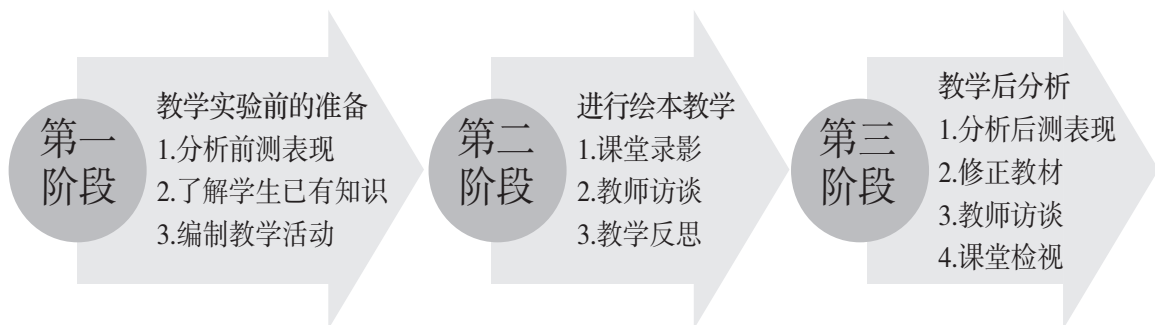 第一
阶段
教学实验前的准备
1.分析前测表现
2.了解学生已有知识
3.编制教学活动
第二
阶段
进行绘本教学
1.课堂录影
2.教师访谈
3.教学反思
第三
阶段
教学后分析
1.分析后测表现
2.修正教材
3.教师访谈
4.课堂检视